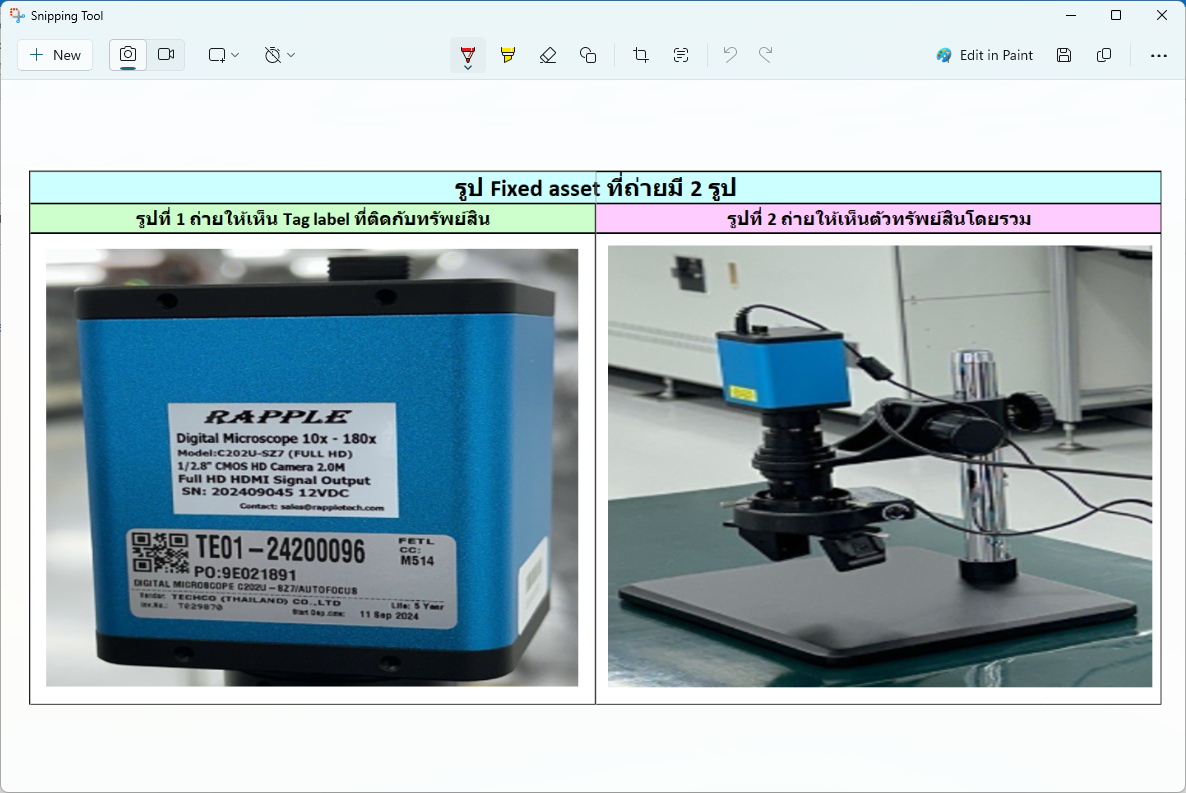 Snipping Tool
New
Edit in Paint
รูป Fixed asset ที่ถ่ายมี 2 รูป
รูปที่ 1 ถ่ายให้เห็น Tag label ที่ติดกับทรัพย์สิน
รูปที่ 2 ถ่ายให้เห็นตัวทรัพย์สินโดยรวม
RAPPLE
Digital Microscope 10x - 180x
Model:C202U-SZ7 (FULL HD)
1/2.8" CMOS HD Camera 2.0M
Full HD HDMI Signal Output
SN: 202409045 12VDC
Contact: sales@rappletech.com
TE01-24200096
FETL
CC:
M514
PO:9E021891
DIGITAL MICROSCOPE C202U-SZ7/AUTOFOCUS
Vendor: TECHCO (THAILAND) CO.,LTD
Life: 5 Year
Inv.No.: T029870
Start Dep.date: 11 Sep 2024